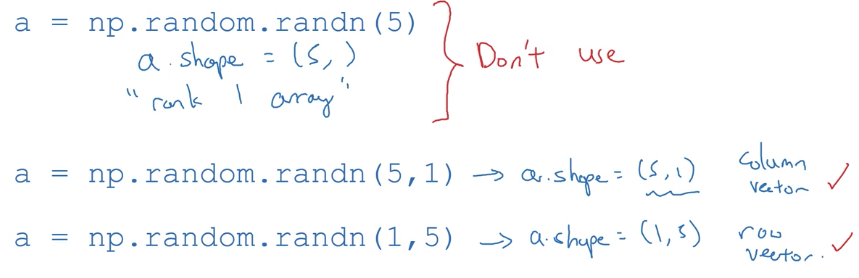 a = np.random.randn(5)
a.shape = (5,)
"rank 1 array"
Don't use
a = np.random.randn(5,1) → a.shape = (5,1) column vector ✓
a = np.random.randn(1,5) → a.shape = (1,5) row vector. ✓